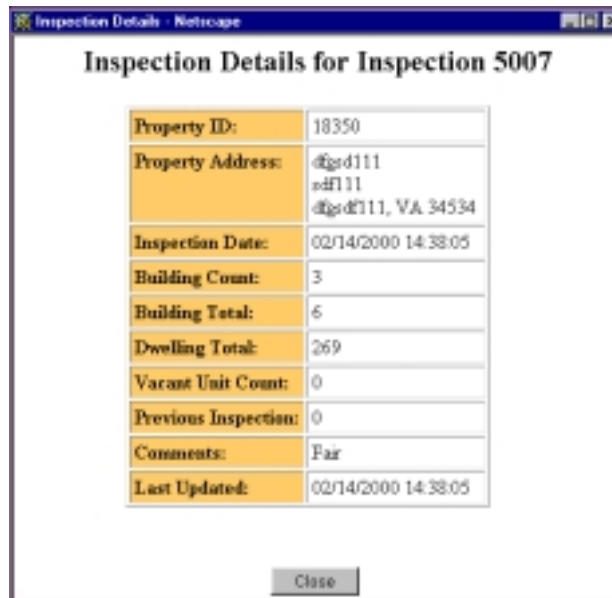 Inspection Details - Netscape
Inspection Details for Inspection 5007
Property ID: 18350
Property Address: dfgsd111
sdf111
dfgsdf111, VA 34534
Inspection Date: 02/14/2000 14:38:05
Building Count: 3
Building Total: 6
Dwelling Total: 269
Vacant Unit Count: 0
Previous Inspection: 0
Comments: Fair
Last Updated: 02/14/2000 14:38:05
Close